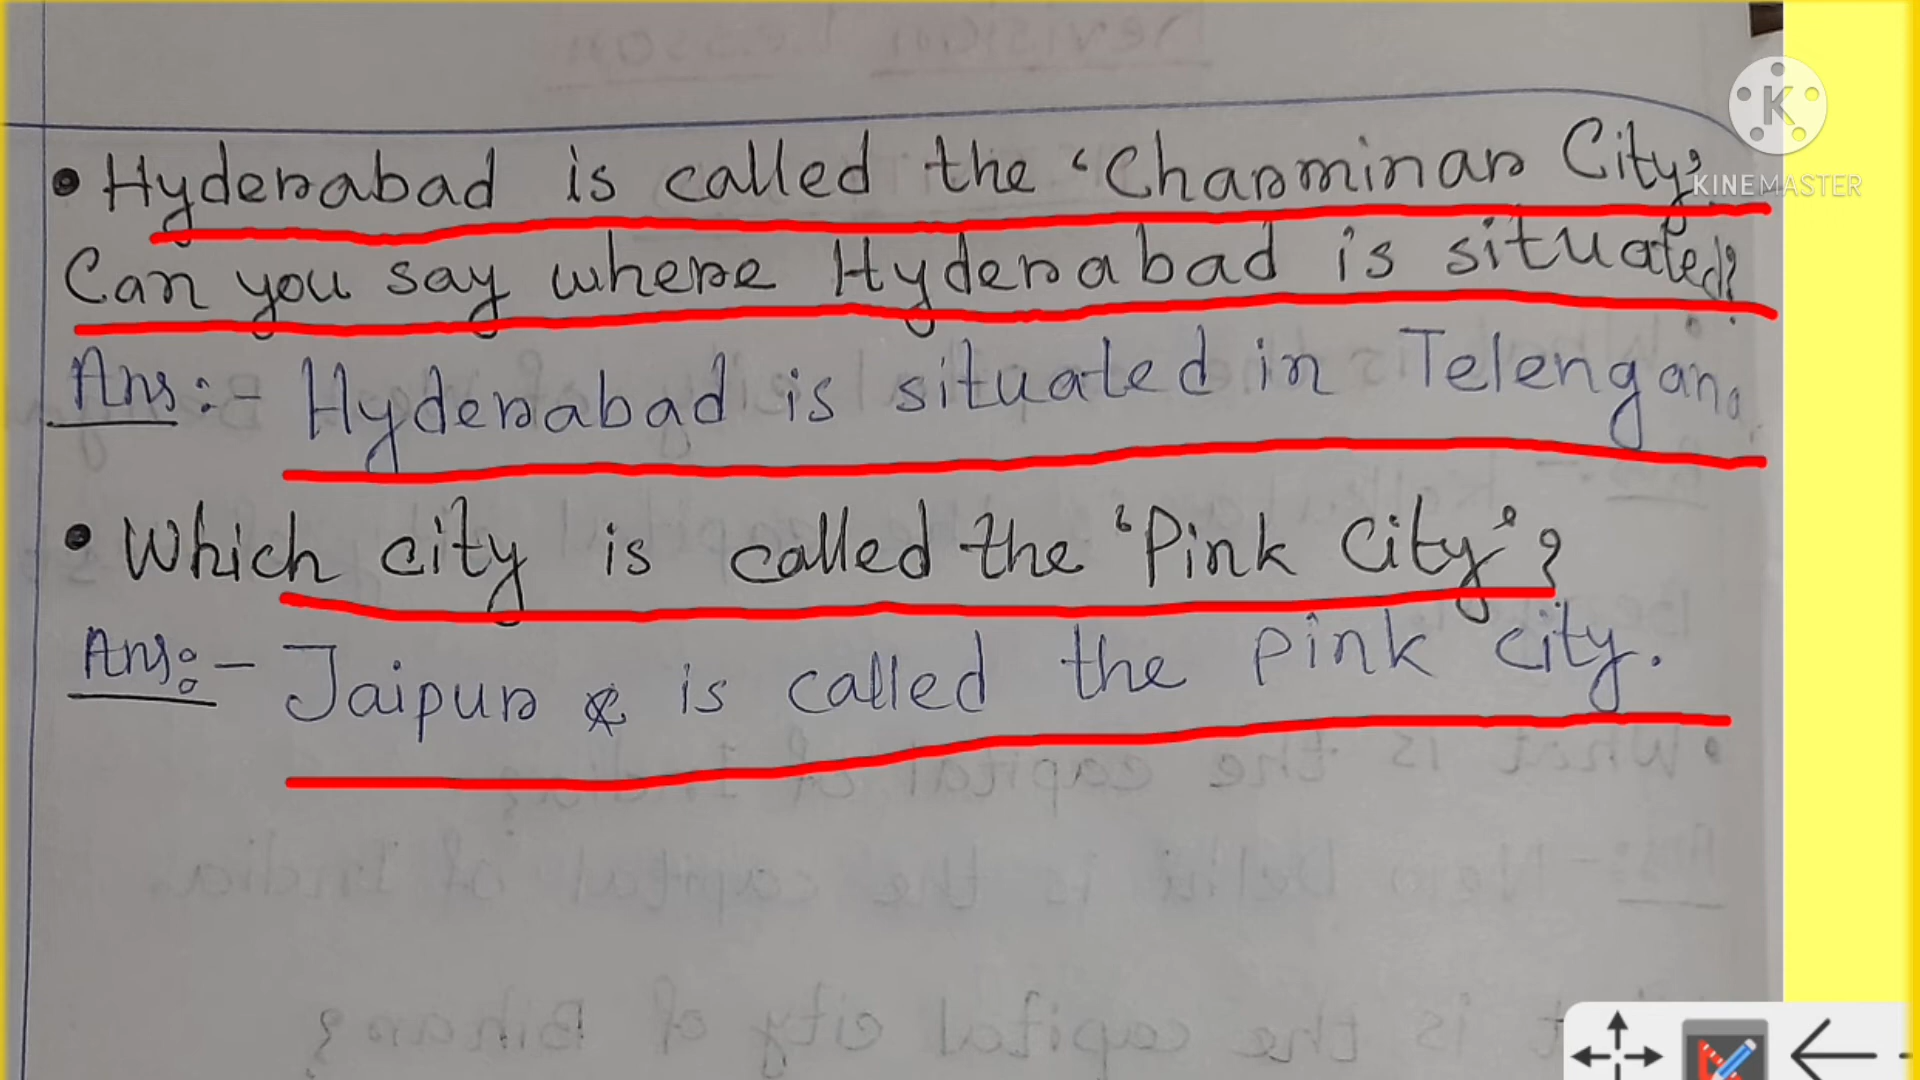 • Hyderabad is called the 'Charminar City'.
Can you say where Hyderabad is situated?
Ans:- Hyderabad is situated in Telengana
• Which city is called the 'Pink City'?
Ans:- Jaipur is called the pink city.
KINEMASTER